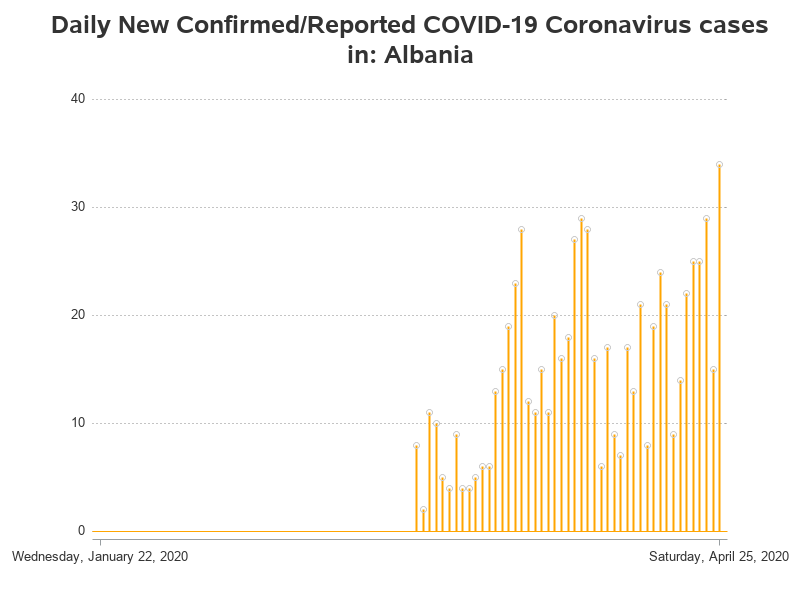 Daily New Confirmed/Reported COVID-19 Coronavirus cases
in: Albania
40
30
20
10
0
Wednesday, January 22, 2020
Saturday, April 25, 2020